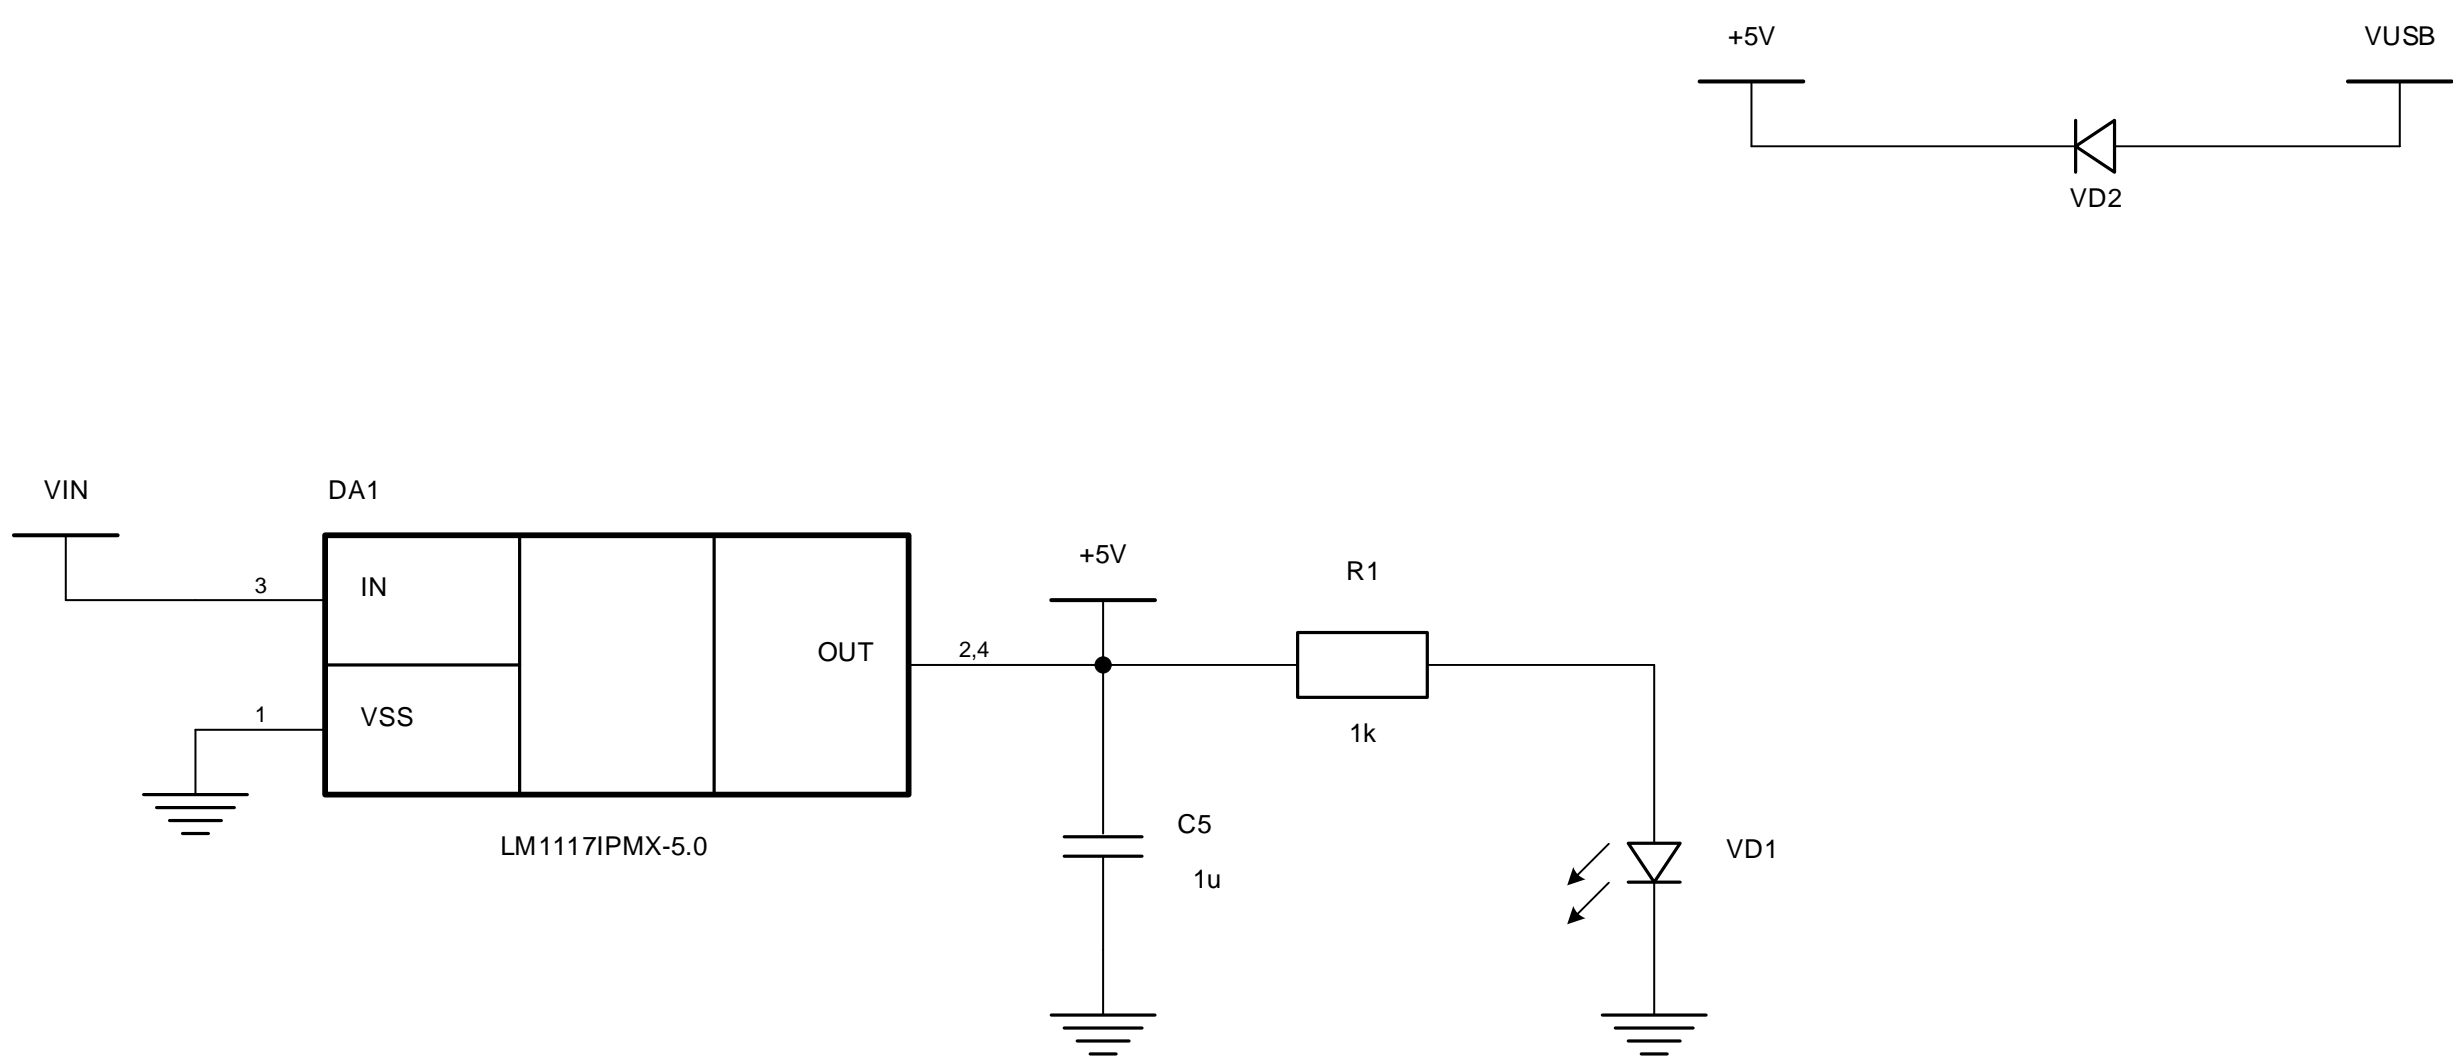 +5V VUSB
VD2
VIN DA1
+5V
3 IN R1
OUT 2,4
1 VSS
1k
LM1117IPMX-5.0 C5 VD1
1u